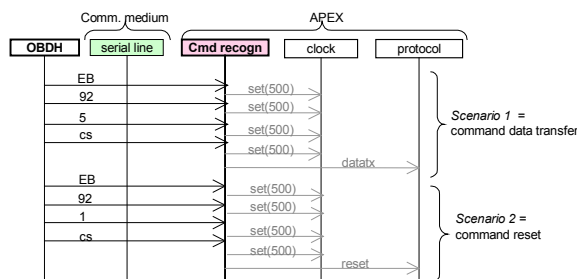 Comm. medium APEX
OBDH serial line Cmd recogn clock protocol
EB
set(500)
92
set(500)
5
set(500)
cs
set(500)
datatx
Scenario 1 =
command data transfer
EB
set(500)
92
set(500)
1
set(500)
cs
set(500)
reset
Scenario 2 =
command reset